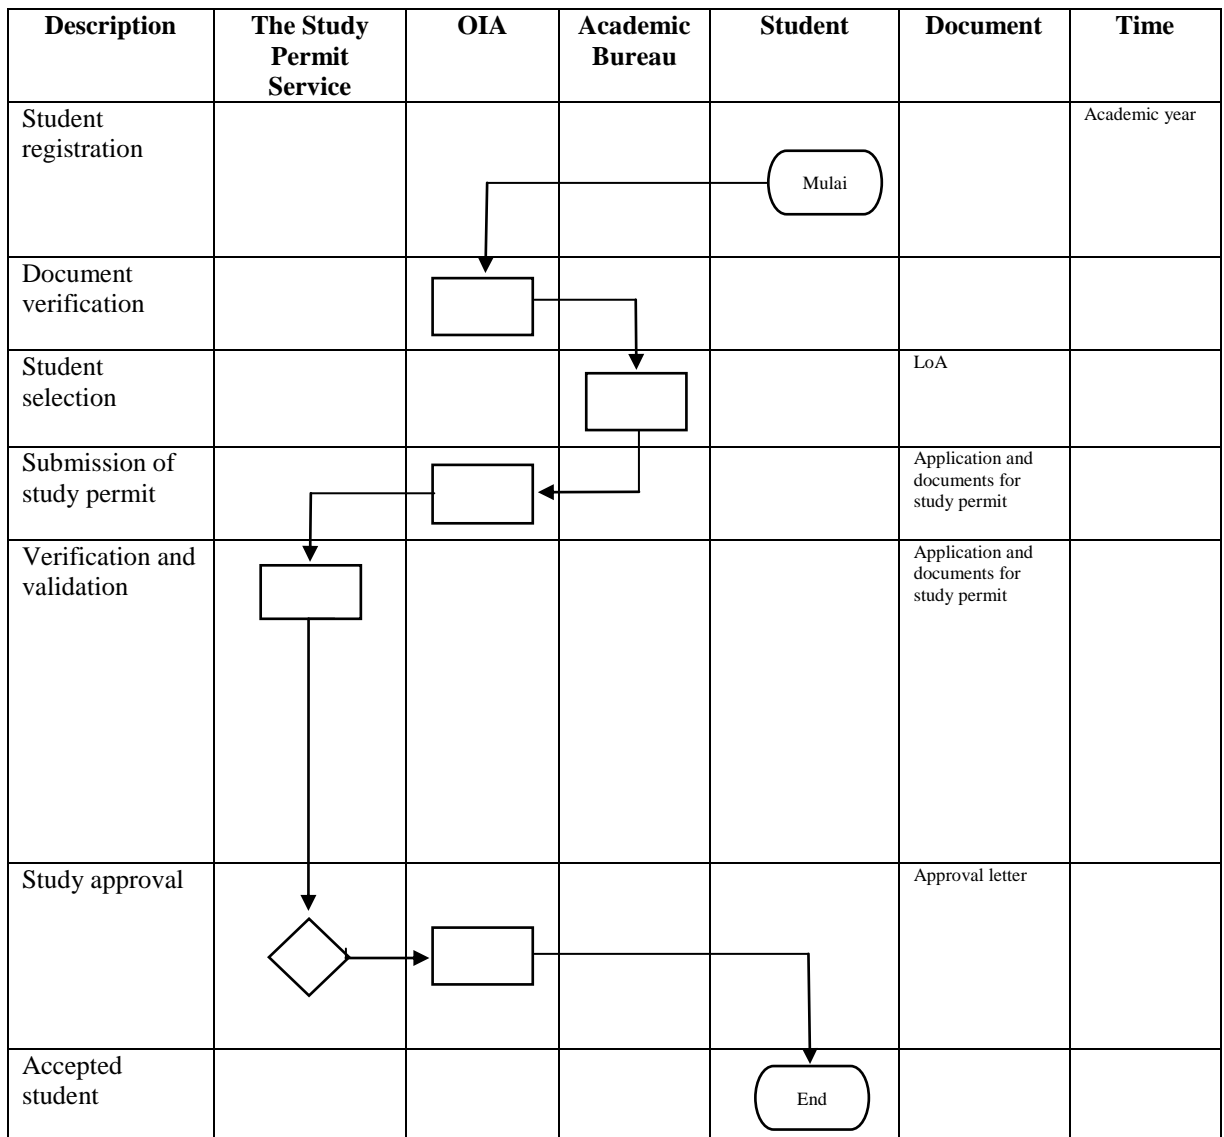 Description
The Study
Permit
Service
OIA
Academic
Bureau
Student
Document
Time
Student
registration
Mulai
Academic year
Document
verification
Student
selection
LoA
Submission of
study permit
Application and
documents for
study permit
Verification and
validation
Application and
documents for
study permit
Study approval
Approval letter
Accepted
student
End